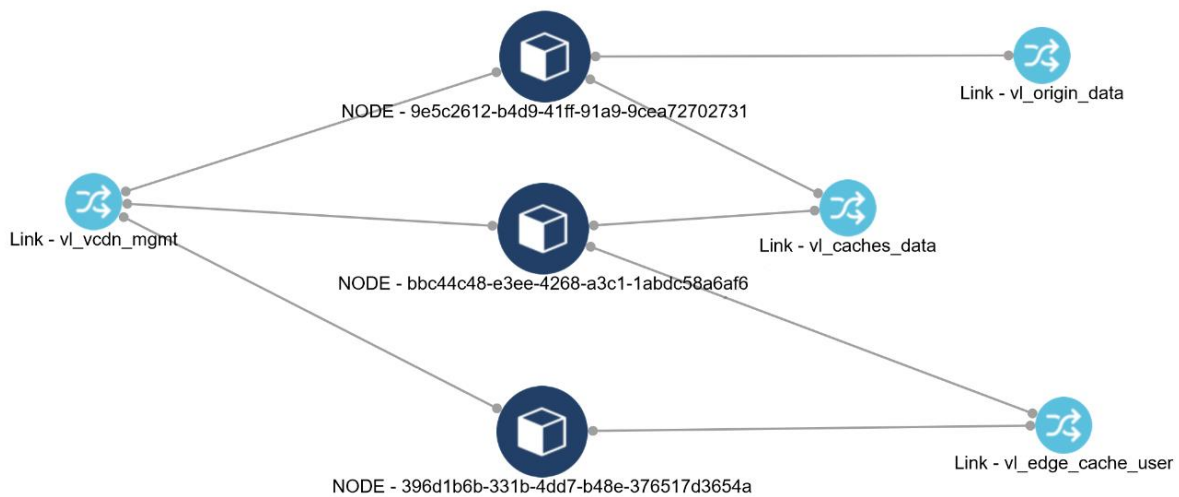 Link - vl_origin_data
NODE - 9e5c2612-b4d9-41ff-91a9-9cea72702731
Link - vl_vcdn_mgmt
Link - vl_caches_data
NODE - bbc44c48-e3ee-4268-a3c1-1abdc58a6af6
Link - vl_edge_cache_user
NODE - 396d1b6b-331b-4dd7-b48e-376517d3654a